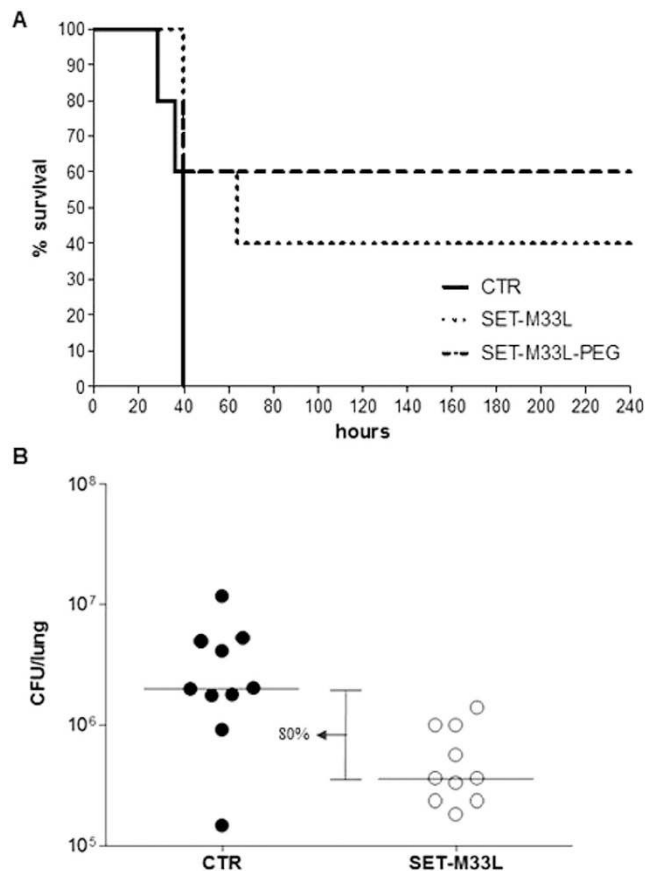 A
100
90
80
70
60
50
40
30
20
10
0
% survival
CTR
SET-M33L
SET-M33L-PEG
0 20 40 60 80 100 120 140 160 180 200 220 240
hours
B
10⁸
10⁷
10⁶
10⁵
CFU/lung
80%
CTR SET-M33L